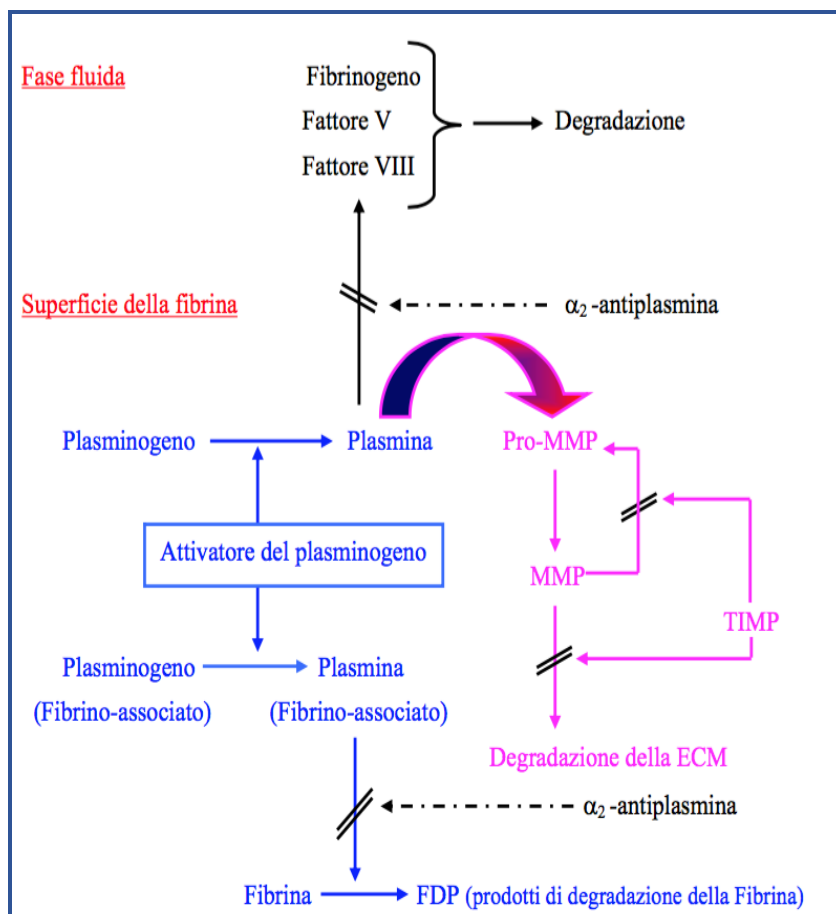 Fase fluida
Fibrinogeno
Fattore V
Degradazione
Fattore VIII
Superficie della fibrina
α₂-antiplasmina
Plasminogeno
Plasmina
Pro-MMP
Attivatore del plasminogeno
MMP
TIMP
Plasminogeno
Plasmina
(Fibrino-associato)
(Fibrino-associato)
Degradazione della ECM
α₂-antiplasmina
Fibrina
FDP (prodotti di degradazione della Fibrina)